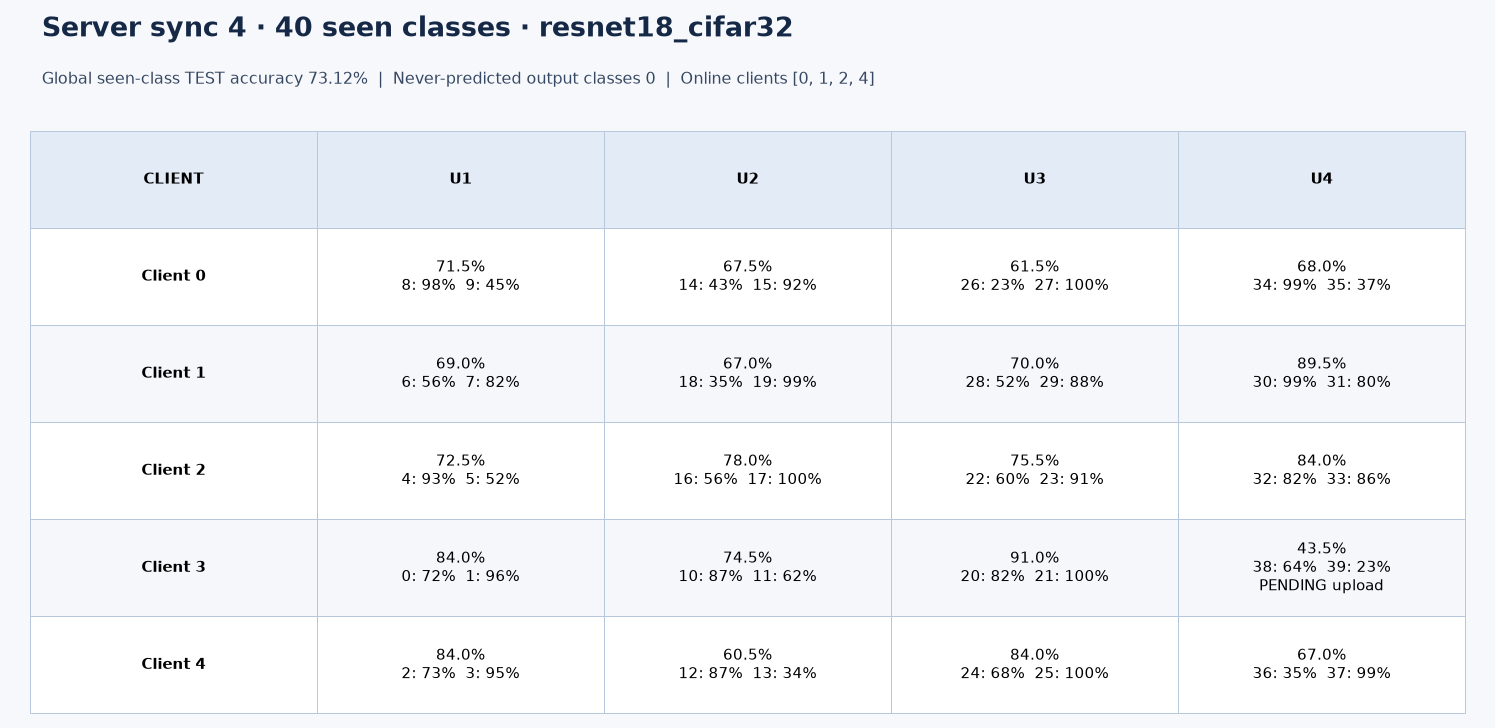 Server sync 4 · 40 seen classes · resnet18_cifar32
Global seen-class TEST accuracy 73.12%  |  Never-predicted output classes 0  |  Online clients [0, 1, 2, 4]
CLIENT U1 U2 U3 U4
71.5% 67.5% 61.5% 68.0%
Client 0
8: 98%  9: 45% 14: 43%  15: 92% 26: 23%  27: 100% 34: 99%  35: 37%
69.0% 67.0% 70.0% 89.5%
Client 1
6: 56%  7: 82% 18: 35%  19: 99% 28: 52%  29: 88% 30: 99%  31: 80%
72.5% 78.0% 75.5% 84.0%
Client 2
4: 93%  5: 52% 16: 56%  17: 100% 22: 60%  23: 91% 32: 82%  33: 86%
84.0% 74.5% 91.0% 43.5%
Client 3
0: 72%  1: 96% 10: 87%  11: 62% 20: 82%  21: 100% 38: 64%  39: 23%
PENDING upload
84.0% 60.5% 84.0% 67.0%
Client 4
2: 73%  3: 95% 12: 87%  13: 34% 24: 68%  25: 100% 36: 35%  37: 99%